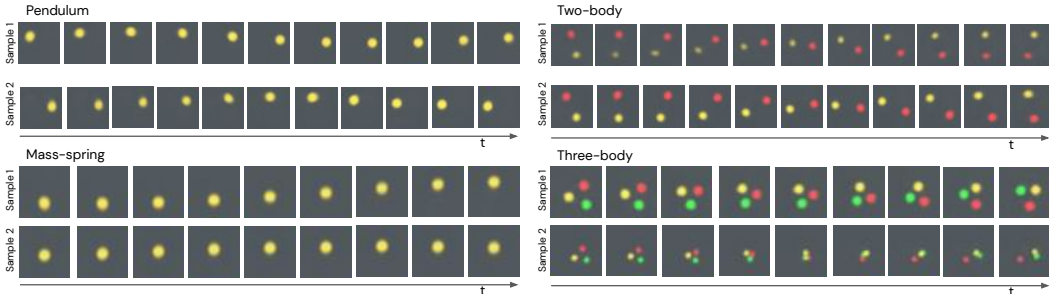 Pendulum
Sample 1
Sample 2
t
Mass-spring
Sample 1
Sample 2
t
Two-body
Sample 1
Sample 2
t
Three-body
Sample 1
Sample 2
t